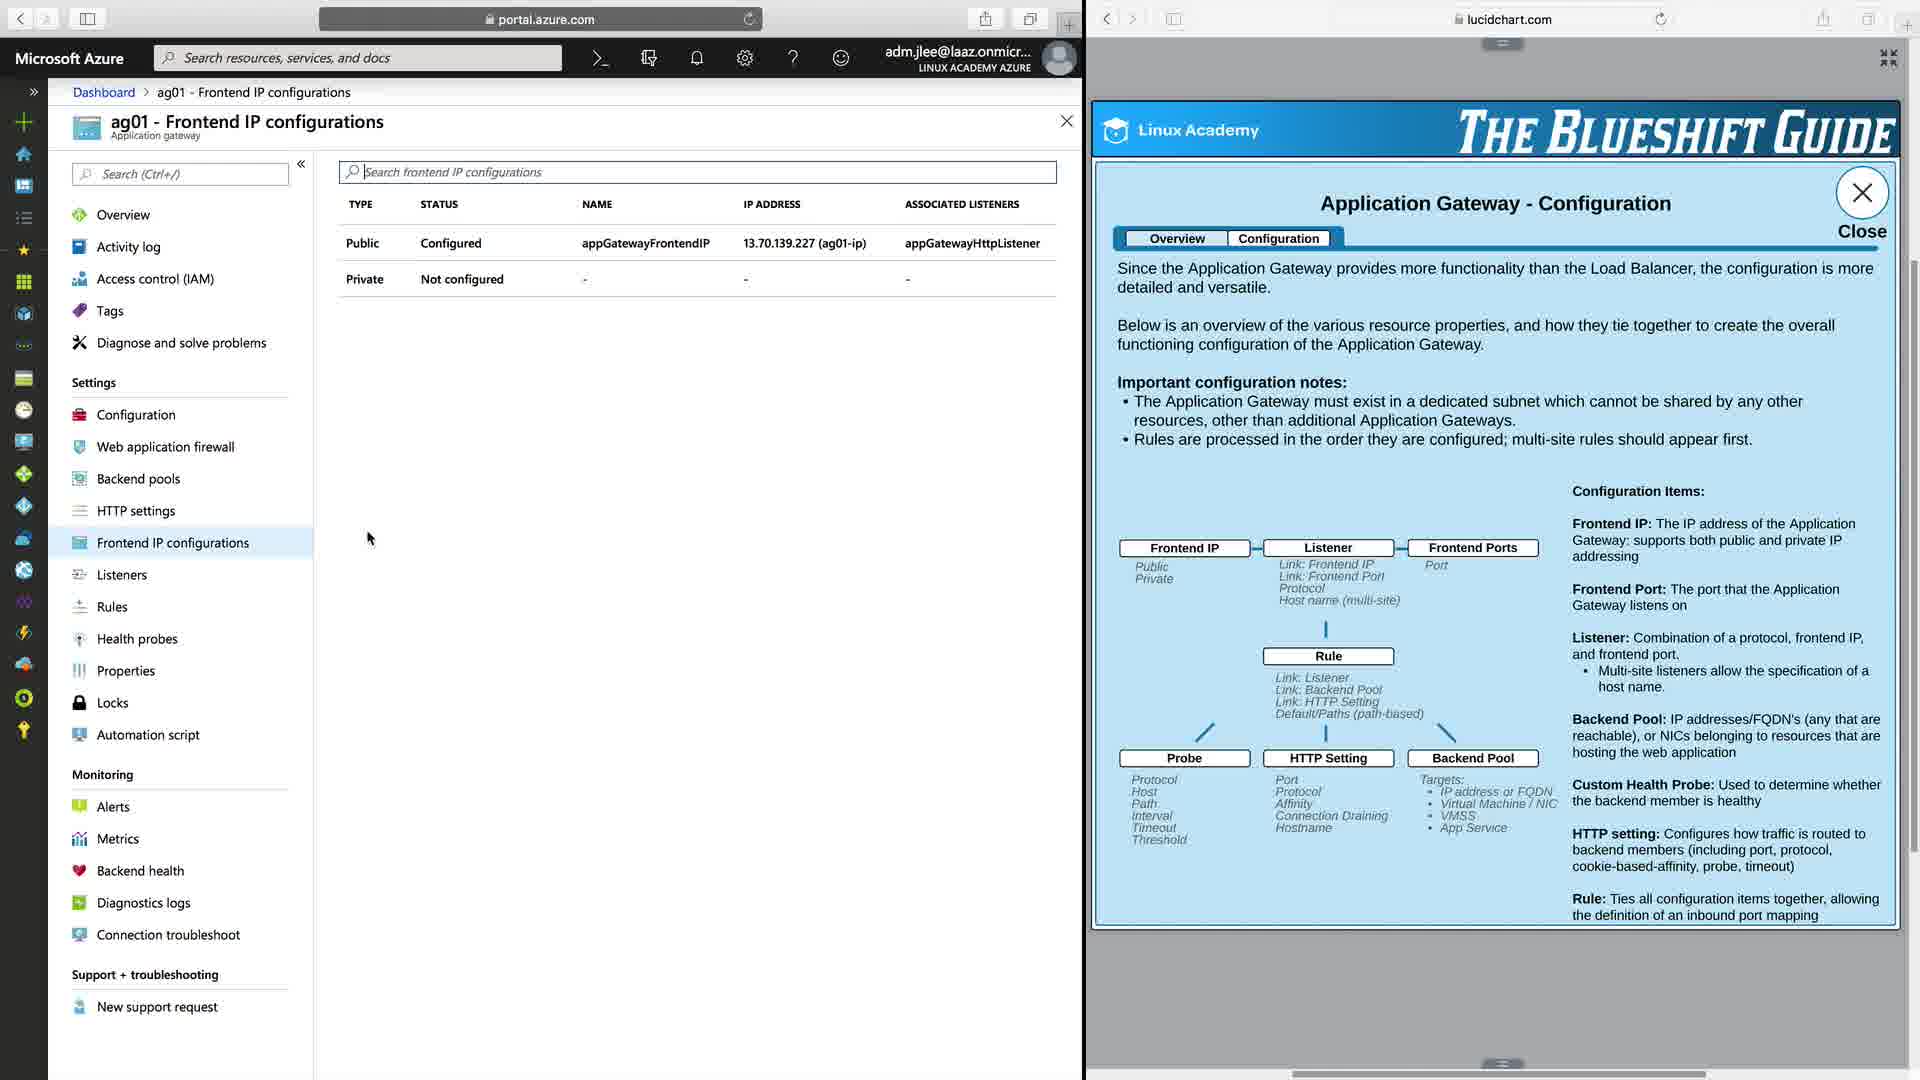 portal.azure.com
Microsoft Azure
Search resources, services, and docs
adm.jlee@laaz.onmicr...
LINUX ACADEMY AZURE
Dashboard > ag01 - Frontend IP configurations
ag01 - Frontend IP configurations
Application gateway
Search (Ctrl+/)
Overview
Activity log
Access control (IAM)
Tags
Diagnose and solve problems
Settings
Configuration
Web application firewall
Backend pools
HTTP settings
Frontend IP configurations
Listeners
Rules
Health probes
Properties
Locks
Automation script
Monitoring
Alerts
Metrics
Backend health
Diagnostics logs
Connection troubleshoot
Support + troubleshooting
New support request
Search frontend IP configurations
TYPE STATUS NAME IP ADDRESS ASSOCIATED LISTENERS
Public Configured appGatewayFrontendIP 13.70.139.227 (ag01-ip) appGatewayHttpListener
Private Not configured - - -
lucidchart.com
Linux Academy
THE BLUESHIFT GUIDE
Application Gateway - Configuration
Close
Overview Configuration
Since the Application Gateway provides more functionality than the Load Balancer, the configuration is more
detailed and versatile.
Below is an overview of the various resource properties, and how they tie together to create the overall
functioning configuration of the Application Gateway.
Important configuration notes:
• The Application Gateway must exist in a dedicated subnet which cannot be shared by any other
resources, other than additional Application Gateways.
• Rules are processed in the order they are configured; multi-site rules should appear first.
Frontend IP
Public
Private
Listener
Link: Frontend IP
Link: Frontend Port
Protocol
Host name (multi-site)
Frontend Ports
Port
Rule
Link: Listener
Link: Backend Pool
Link: HTTP Setting
Default/Paths (path-based)
Probe
Protocol
Host
Path
Interval
Timeout
Threshold
HTTP Setting
Port
Protocol
Affinity
Connection Draining
Hostname
Backend Pool
Targets:
• IP address or FQDN
• Virtual Machine / NIC
• VMSS
• App Service
Configuration Items:
Frontend IP: The IP address of the Application
Gateway: supports both public and private IP
addressing
Frontend Port: The port that the Application
Gateway listens on
Listener: Combination of a protocol, frontend IP,
and frontend port.
• Multi-site listeners allow the specification of a
host name.
Backend Pool: IP addresses/FQDN's (any that are
reachable), or NICs belonging to resources that are
hosting the web application
Custom Health Probe: Used to determine whether
the backend member is healthy
HTTP setting: Configures how traffic is routed to
backend members (including port, protocol,
cookie-based-affinity, probe, timeout)
Rule: Ties all configuration items together, allowing
the definition of an inbound port mapping